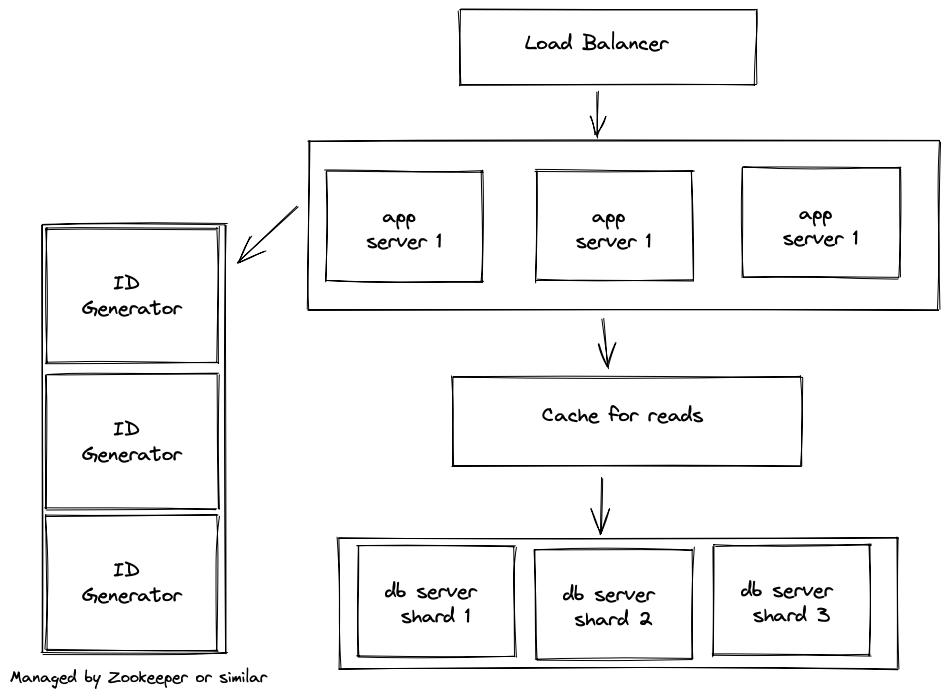 Load Balancer
app
server 1
app
server 1
app
server 1
ID
Generator
ID
Generator
ID
Generator
Managed by Zookeeper or similar
Cache for reads
db server
shard 1
db server
shard 2
db server
shard 3